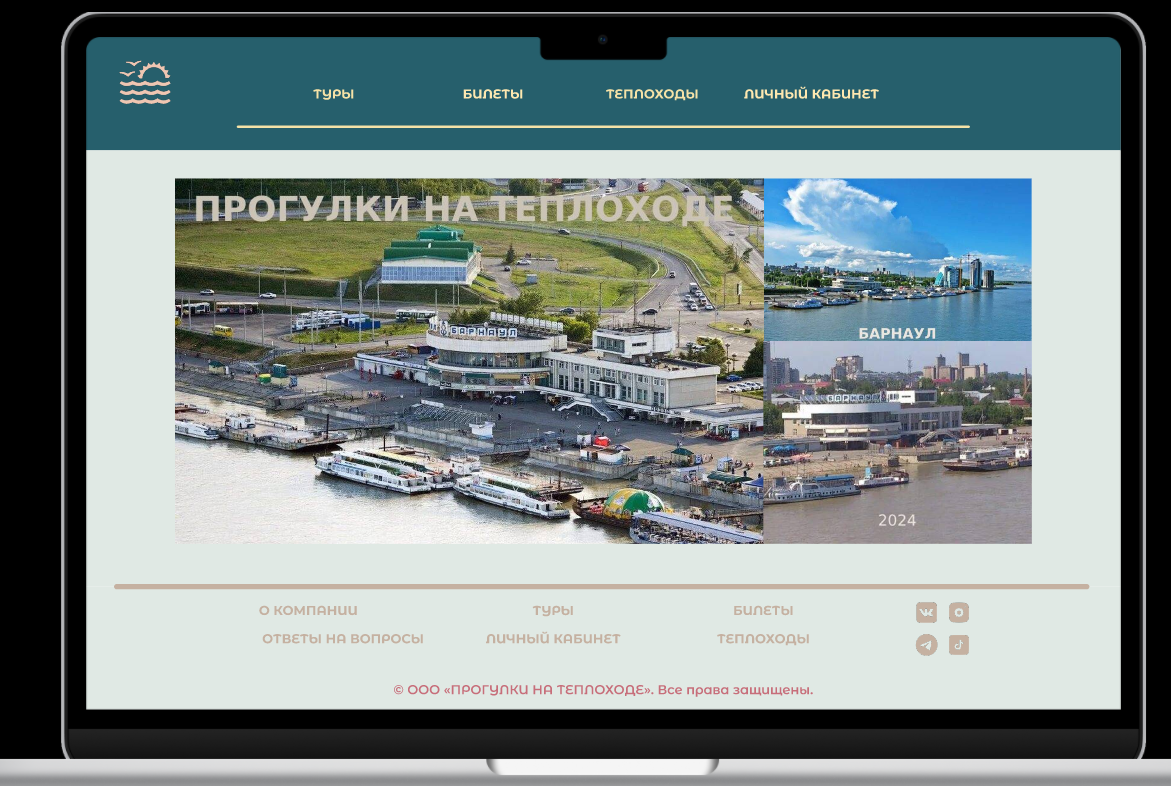 ТУРЫ БИЛЕТЫ ТЕПЛОХОДЫ ЛИЧНЫЙ КАБИНЕТ
ПРОГУЛКИ НА ТЕПЛОХОДЕ
БАРНАУЛ
БАРНАУЛ
БАРНАУЛ
2024
О КОМПАНИИ ТУРЫ БИЛЕТЫ
ОТВЕТЫ НА ВОПРОСЫ ЛИЧНЫЙ КАБИНЕТ ТЕПЛОХОДЫ
© ООО «ПРОГУЛКИ НА ТЕПЛОХОДЕ». Все права защищены.